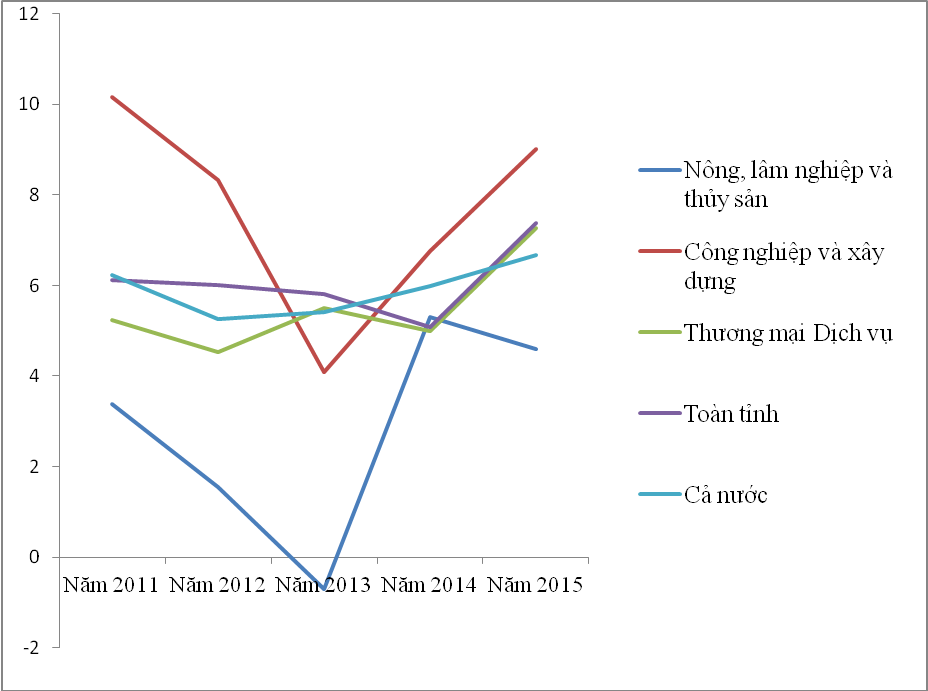 12
10
8
6
4
2
0
-2
Năm 2011 Năm 2012 Năm 2013 Năm 2014 Năm 2015
Nông, lâm nghiệp và
thủy sản
Công nghiệp và xây
dựng
Thương mại Dịch vụ
Toàn tỉnh
Cả nước